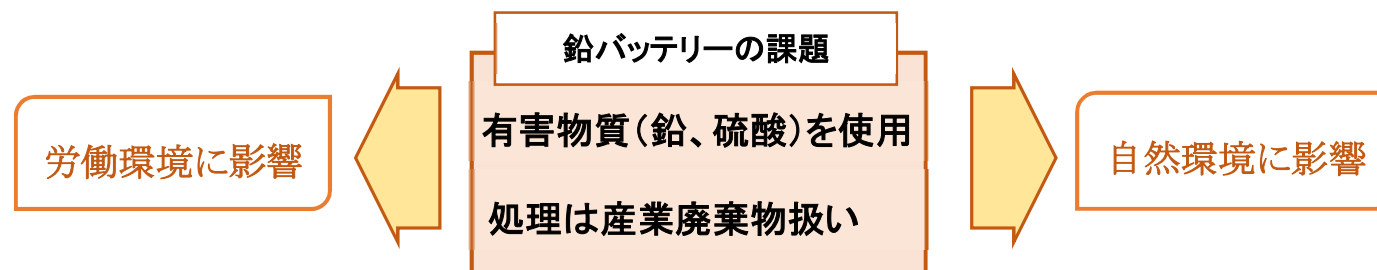 鉛バッテリーの課題
有害物質（鉛、硫酸）を使用
労働環境に影響
自然環境に影響
処理は産業廃棄物扱い